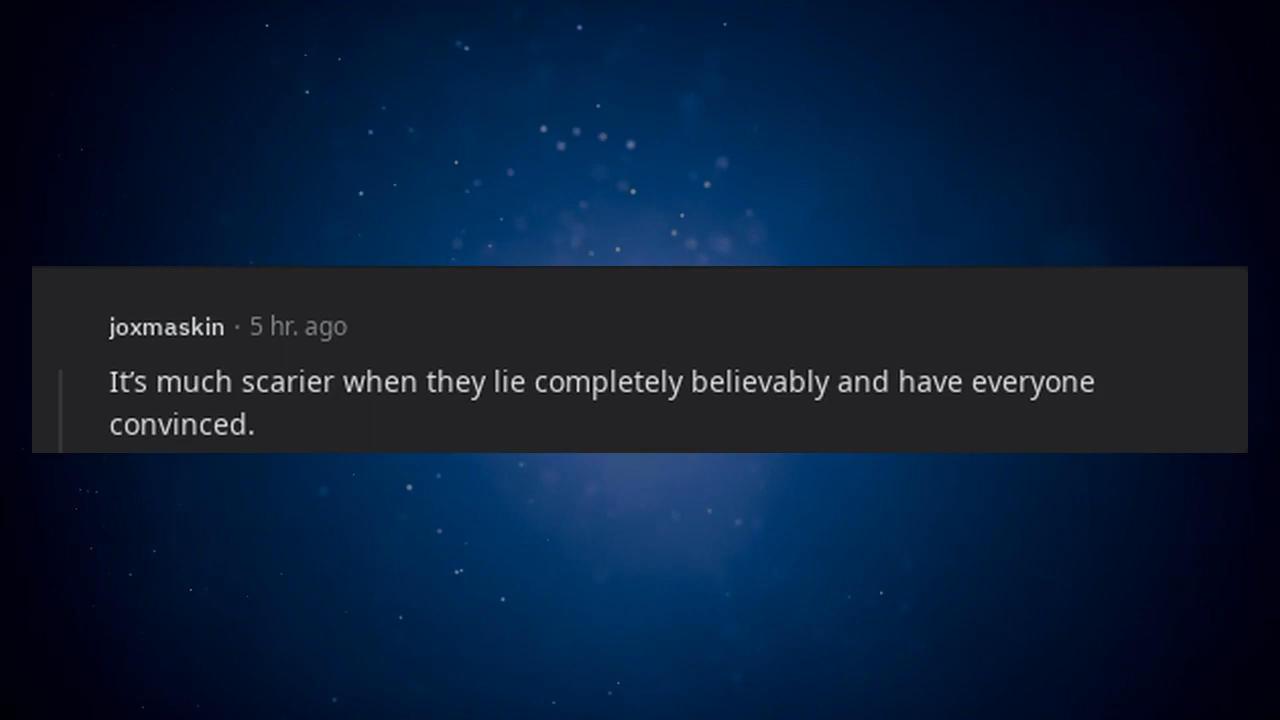 joxmaskin · 5 hr. ago
It’s much scarier when they lie completely believably and have everyone
convinced.